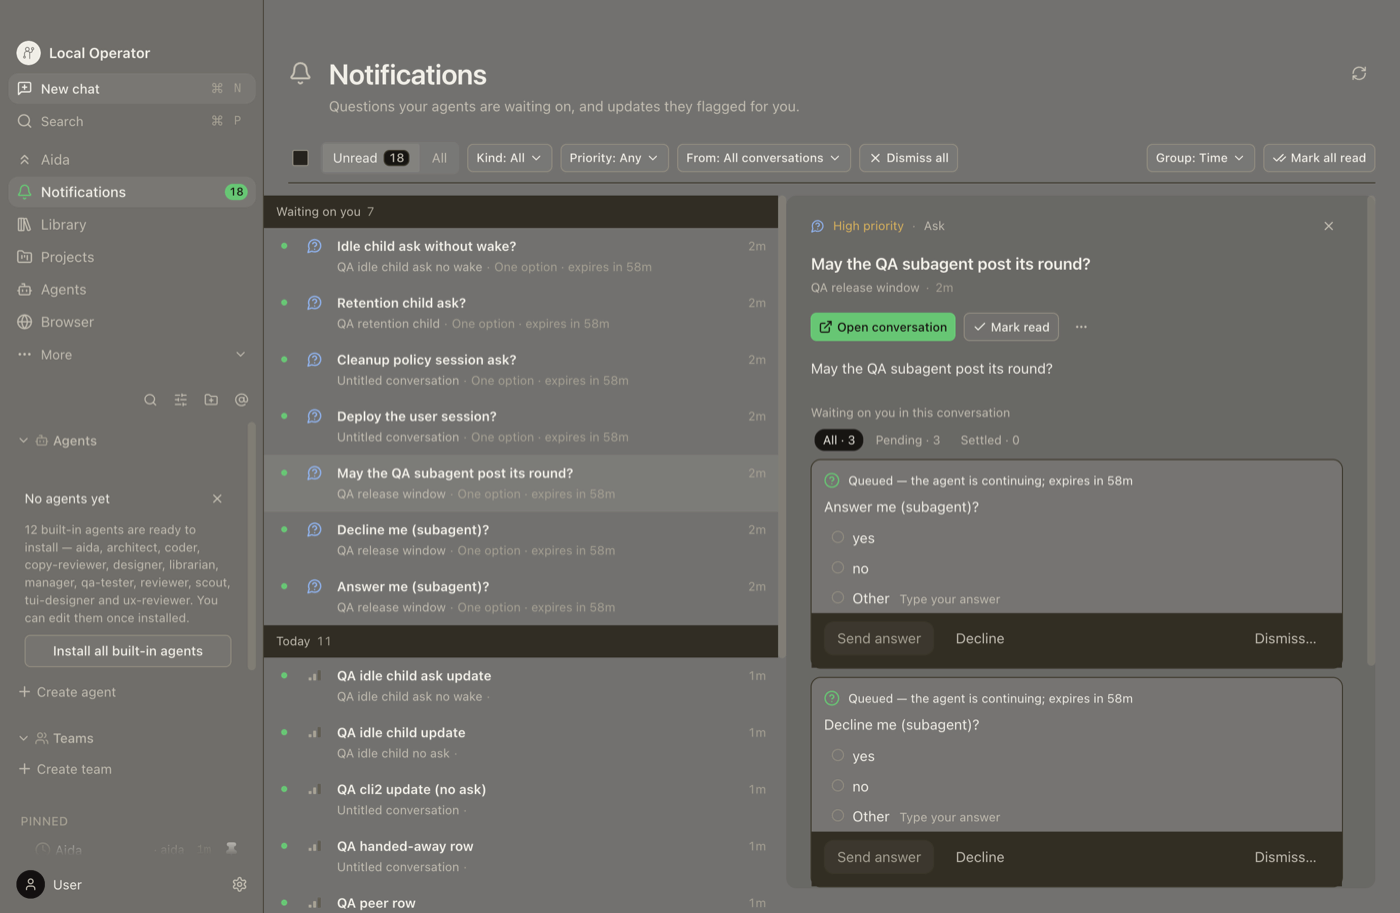 Local Operator
New chat ⌘ N
Search ⌘ P
Aida
Notifications 18
Library
Projects
Agents
Browser
More
Agents
No agents yet
12 built-in agents are ready to
install — aida, architect, coder,
copy-reviewer, designer, librarian,
manager, qa-tester, reviewer, scout,
tui-designer and ux-reviewer. You
can edit them once installed.
Install all built-in agents
Create agent
Teams
Create team
PINNED
Aida aida 1m
User
Notifications
Questions your agents are waiting on, and updates they flagged for you.
Unread 18 All Kind: All Priority: Any From: All conversations Dismiss all Group: Time Mark all read
Waiting on you 7
Idle child ask without wake? 2m
QA idle child ask no wake · One option · expires in 58m
Retention child ask? 2m
QA retention child · One option · expires in 58m
Cleanup policy session ask? 2m
Untitled conversation · One option · expires in 58m
Deploy the user session? 2m
Untitled conversation · One option · expires in 58m
May the QA subagent post its round? 2m
QA release window · One option · expires in 58m
Decline me (subagent)? 2m
QA release window · One option · expires in 58m
Answer me (subagent)? 2m
QA release window · One option · expires in 58m
Today 11
QA idle child ask update 1m
QA idle child ask no wake ·
QA idle child update 1m
QA idle child no ask ·
QA cli2 update (no ask) 1m
Untitled conversation ·
QA handed-away row 1m
Untitled conversation ·
QA peer row 1m
High priority · Ask
May the QA subagent post its round?
QA release window · 2m
Open conversation Mark read
May the QA subagent post its round?
Waiting on you in this conversation
All · 3 Pending · 3 Settled · 0
Queued — the agent is continuing; expires in 58m
Answer me (subagent)?
yes
no
Other Type your answer
Send answer Decline Dismiss...
Queued — the agent is continuing; expires in 58m
Decline me (subagent)?
yes
no
Other Type your answer
Send answer Decline Dismiss...